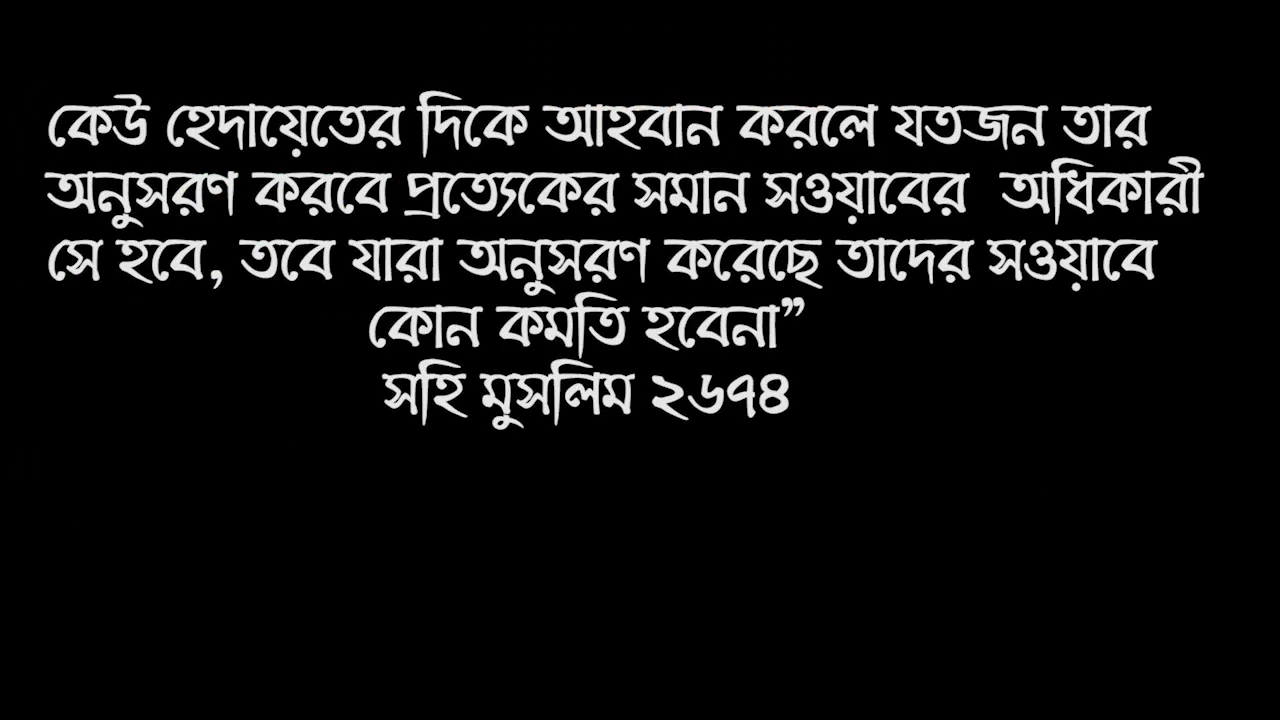 কেউ হেদায়েতের দিকে আহবান করলে যতজন তার
অনুসরণ করবে প্রত্যেকের সমান সওয়াবের অধিকারী
সে হবে, তবে যারা অনুসরণ করেছে তাদের সওয়াবে
কোন কমতি হবেনা”
সহি মুসলিম ২৬৭৪